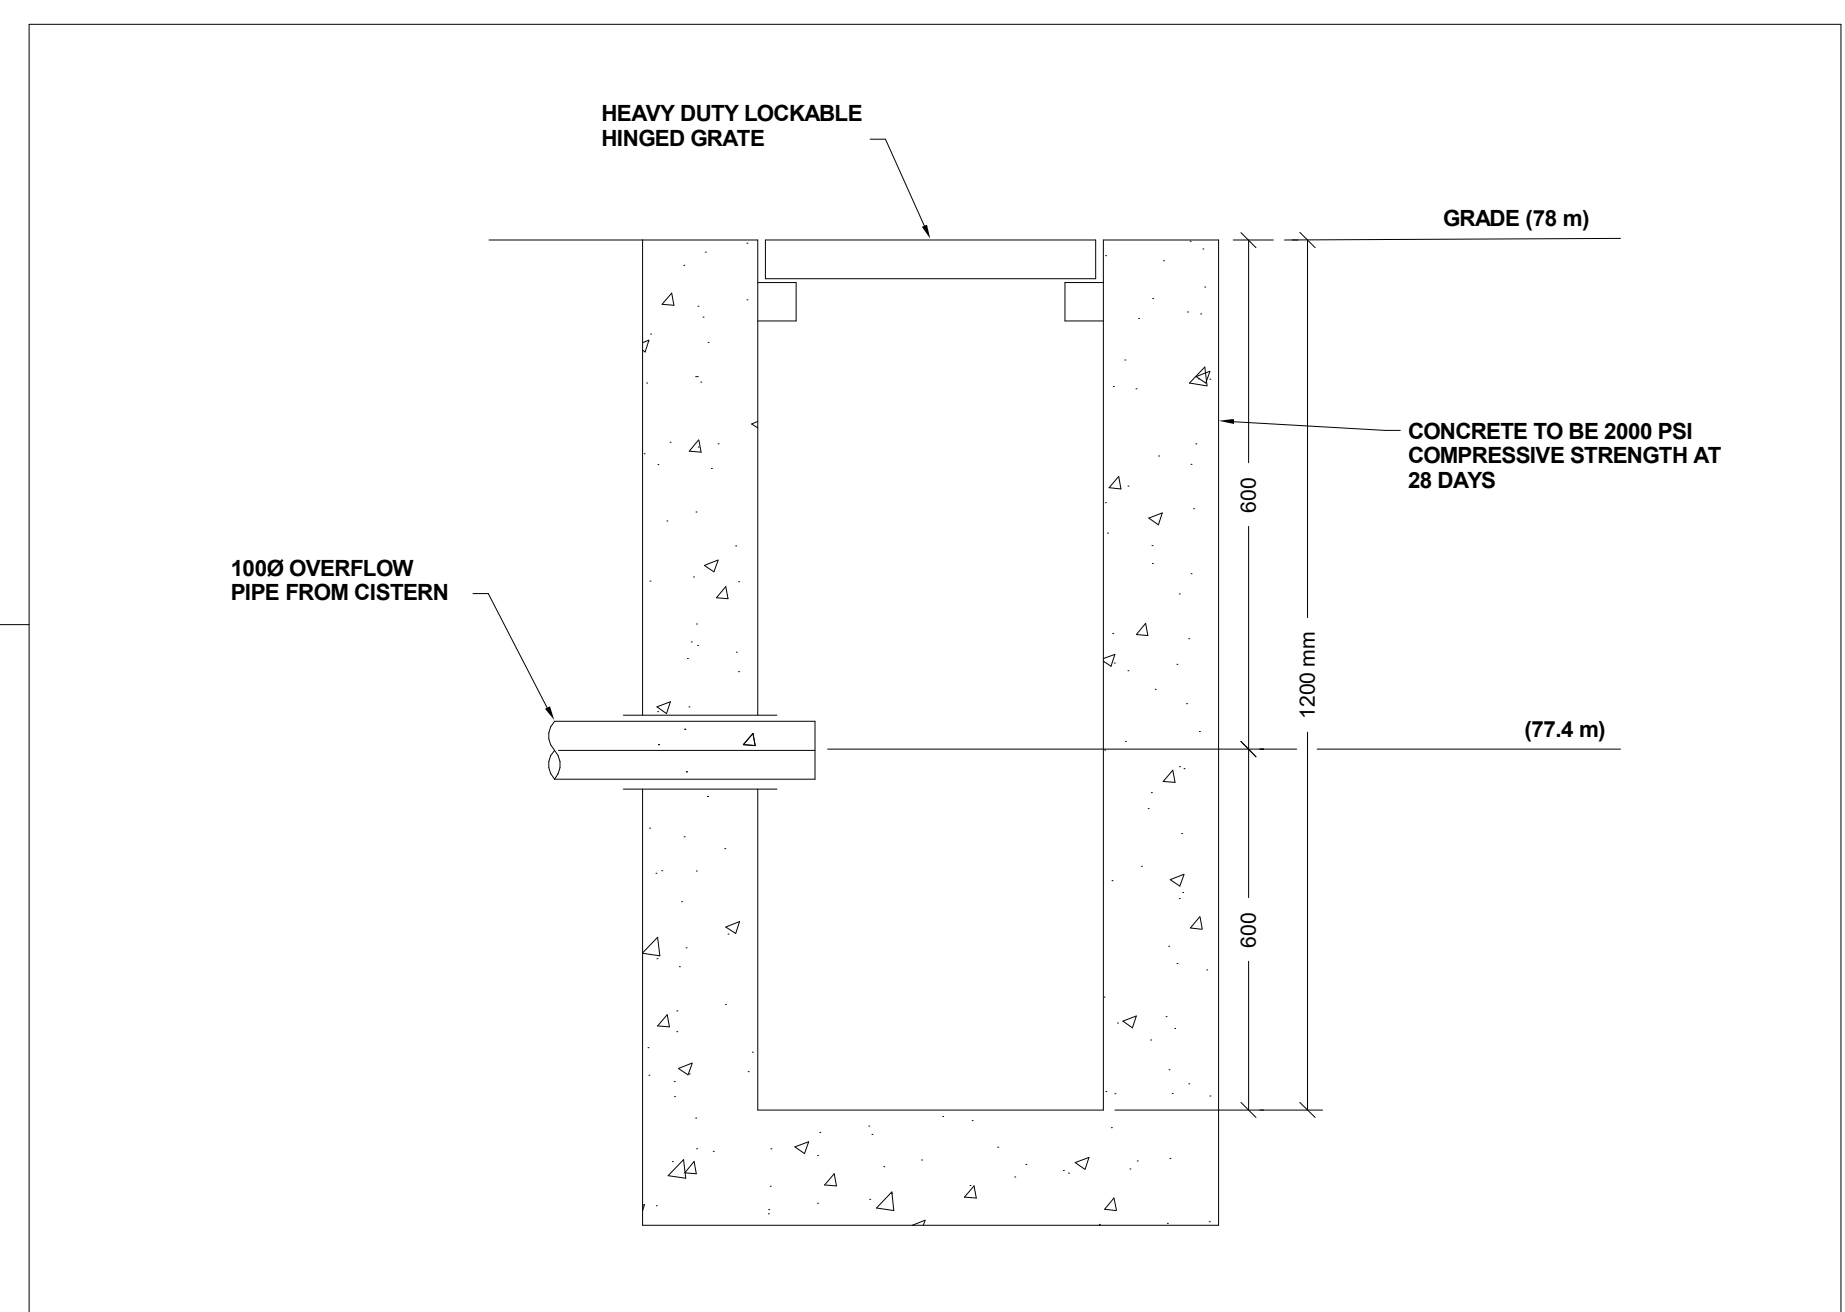 HEAVY DUTY LOCKABLE
HINGED GRATE
GRADE (78 m)
CONCRETE TO BE 2000 PSI
COMPRESSIVE STRENGTH AT
28 DAYS
600
100Ø OVERFLOW
PIPE FROM CISTERN
1200 mm
(77.4 m)
600